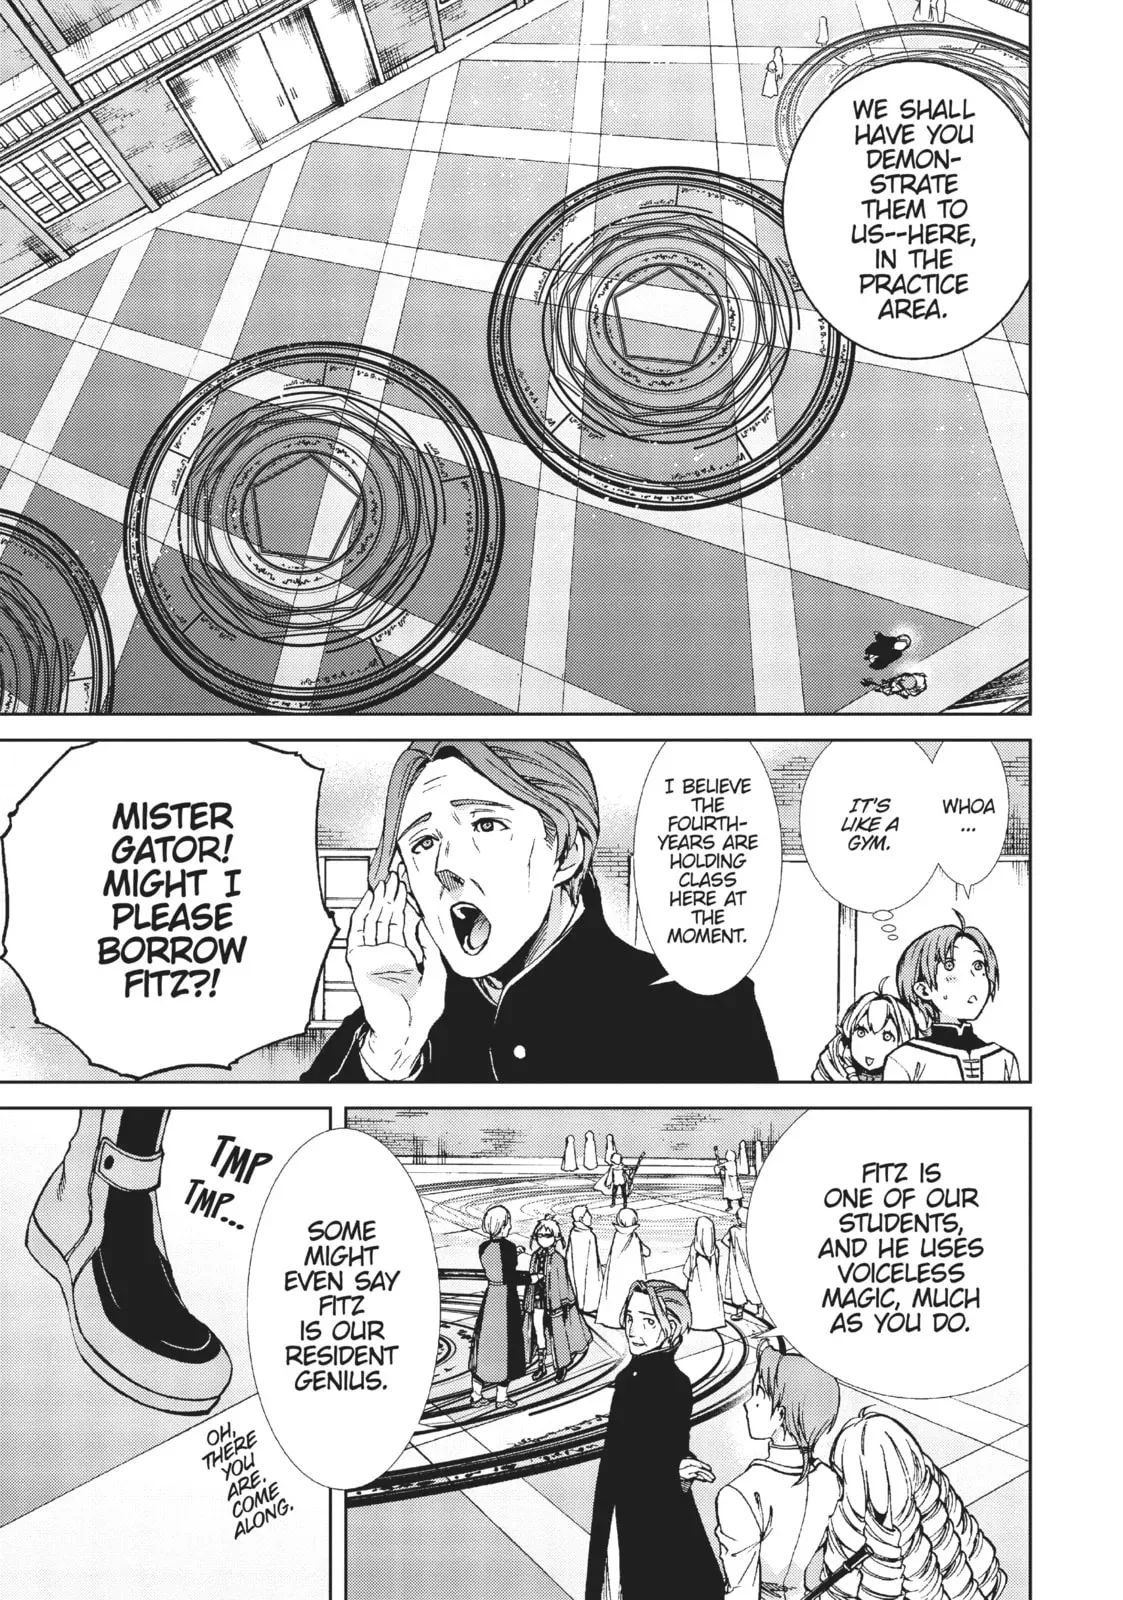 WE SHALL
HAVE YOU
DEMON-
STRATE
THEM TO
US--HERE,
IN THE
PRACTICE
AREA.
WHOA
...
IT'S
LIKE A
GYM.
I BELIEVE
THE
FOURTH-
YEARS ARE
HOLDING
CLASS
HERE AT
THE
MOMENT.
MISTER
GATOR!
MIGHT I
PLEASE
BORROW
FITZ?!
FITZ IS
ONE OF OUR
STUDENTS,
AND HE USES
VOICELESS
MAGIC, MUCH
AS YOU DO.
SOME
MIGHT
EVEN SAY
FITZ
IS OUR
RESIDENT
GENIUS.
TMP
TMP...
OH,
THERE
YOU
ARE.
COME
ALONG.